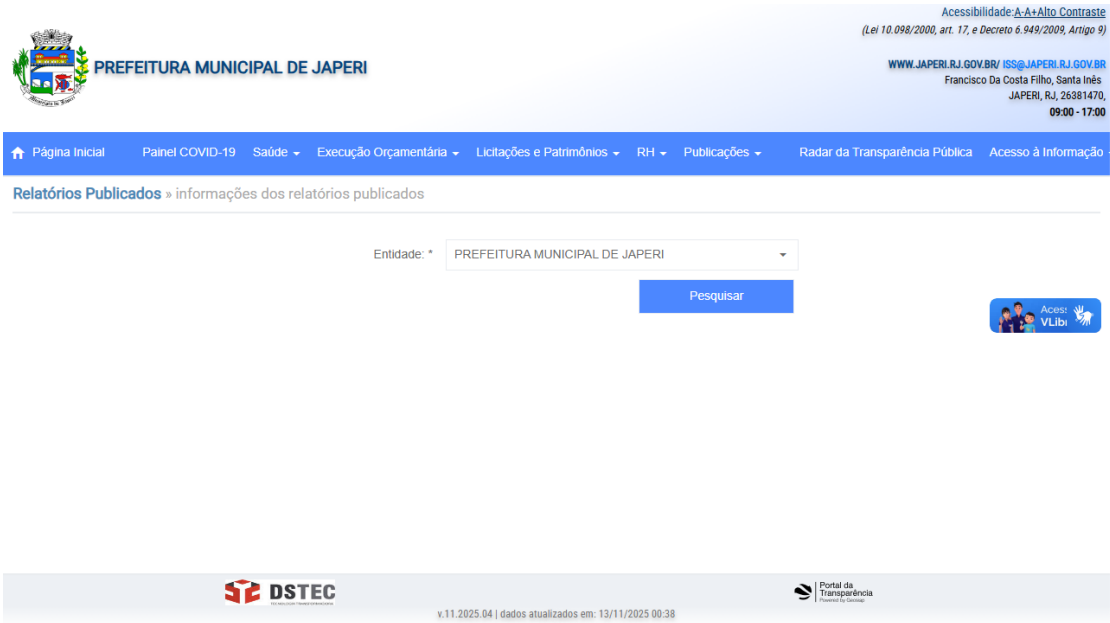 Acessibilidade:A-A+Alto Contraste
(Lei 10.098/2000, art. 17, e Decreto 6.949/2009, Artigo 9)
PREFEITURA MUNICIPAL DE JAPERI
WWW.JAPERI.RJ.GOV.BR/ ISS@JAPERI.RJ.GOV.BR
Francisco Da Costa Filho, Santa Inês
JAPERI, RJ, 26381470,
09:00 - 17:00
Página Inicial Painel COVID-19 Saúde Execução Orçamentária Licitações e Patrimônios RH Publicações Radar da Transparência Pública Acesso à Informação
Relatórios Publicados » informações dos relatórios publicados
Entidade: * PREFEITURA MUNICIPAL DE JAPERI
Pesquisar
Aces
VLib
DSTEC
Portal da
Transparência
Powered by
v.11.2025.04 | dados atualizados em: 13/11/2025 00:38